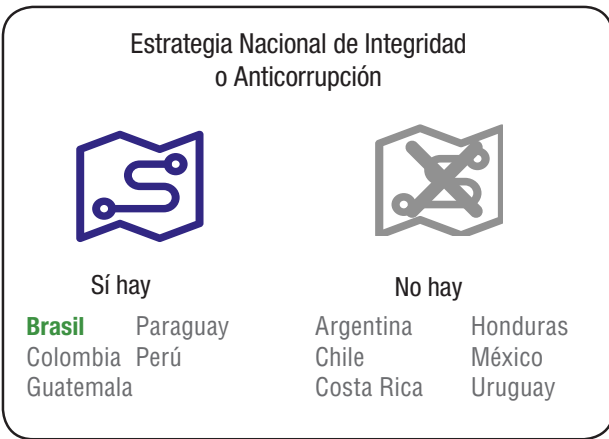 Estrategia Nacional de Integridad
o Anticorrupción
Sí hay
Brasil Paraguay
Colombia Perú
Guatemala
No hay
Argentina Honduras
Chile México
Costa Rica Uruguay